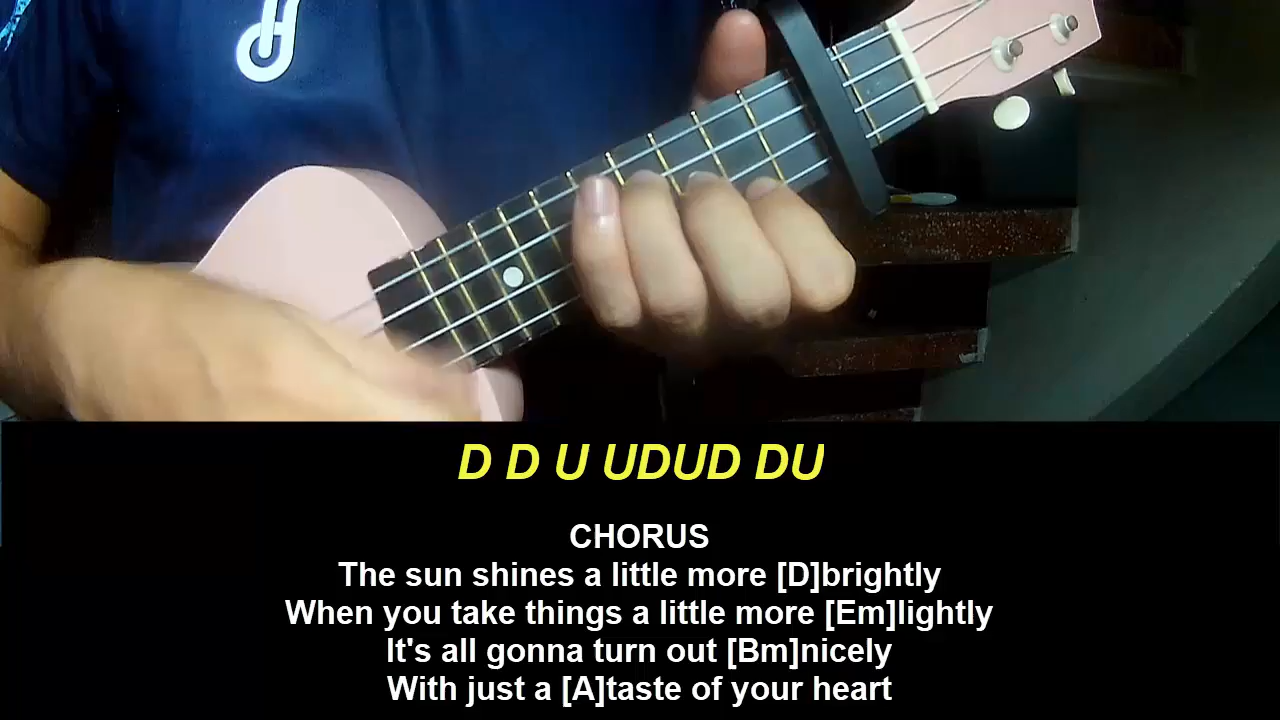 D D U UDUD DU
CHORUS
The sun shines a little more [D]brightly
When you take things a little more [Em]lightly
It's all gonna turn out [Bm]nicely
With just a [A]taste of your heart